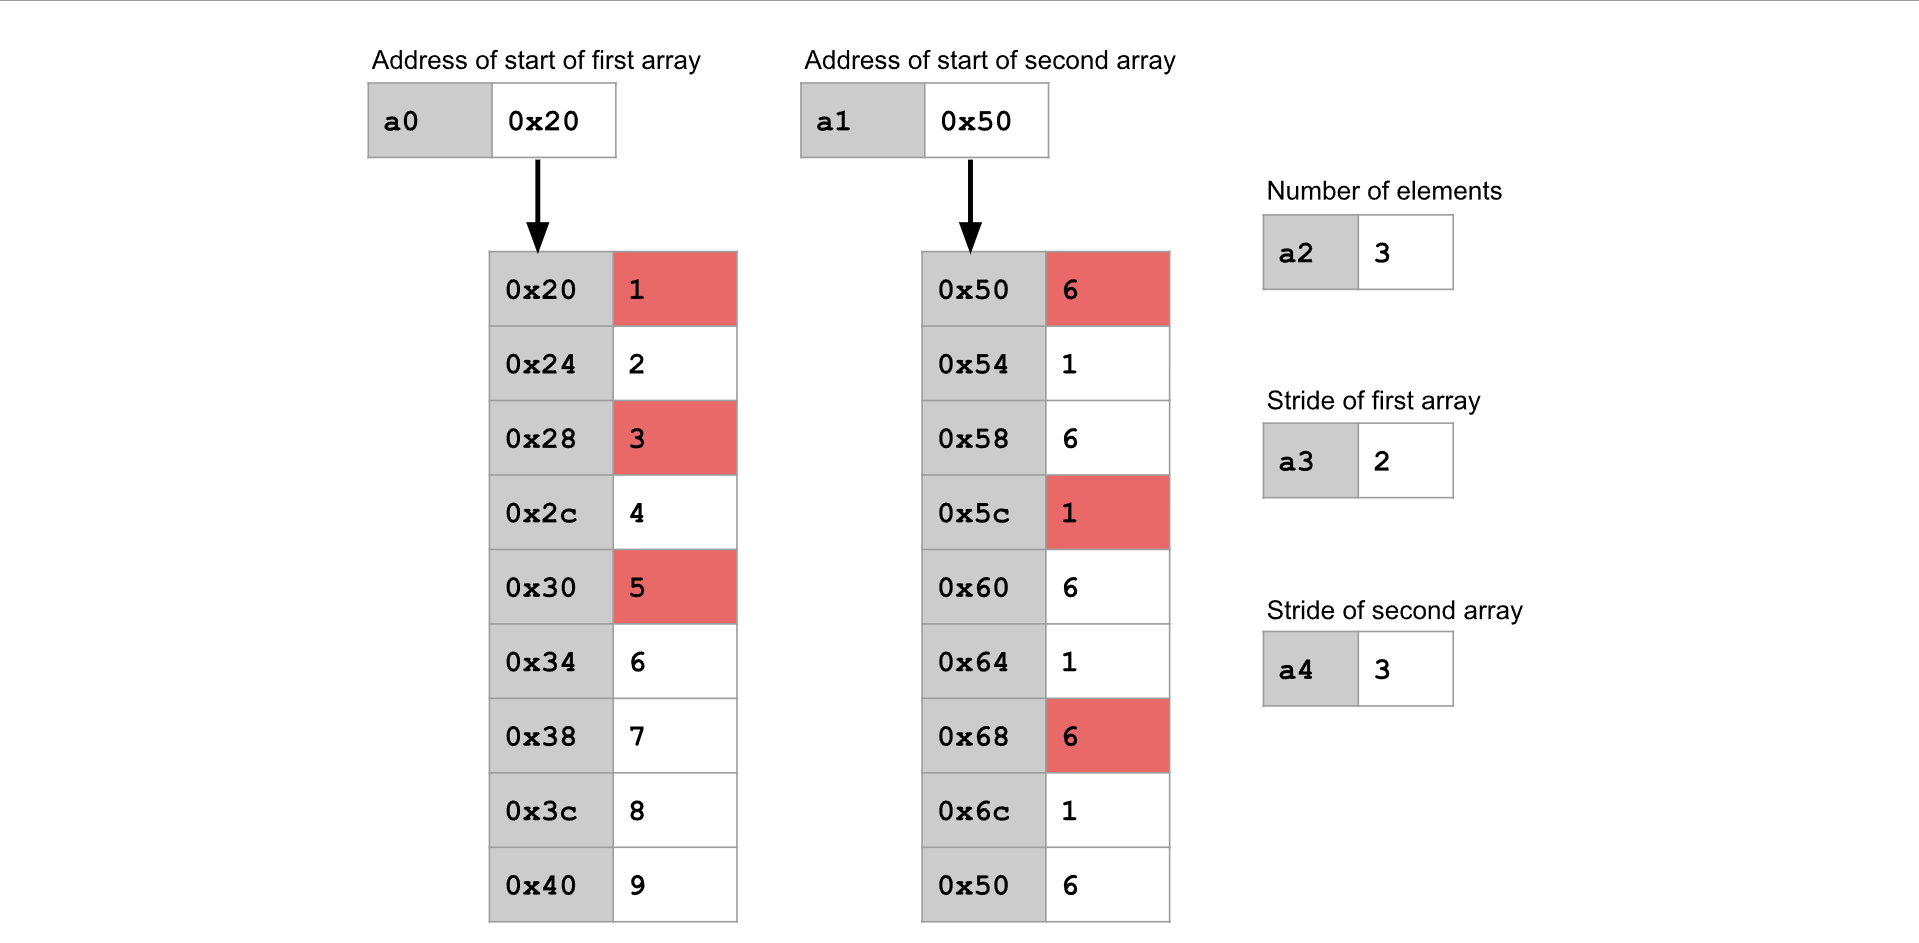 Address of start of first array
a0 0x20
Address of start of second array
a1 0x50
0x20 1
0x24 2
0x28 3
0x2c 4
0x30 5
0x34 6
0x38 7
0x3c 8
0x40 9
0x50 6
0x54 1
0x58 6
0x5c 1
0x60 6
0x64 1
0x68 6
0x6c 1
0x50 6
Number of elements
a2 3
Stride of first array
a3 2
Stride of second array
a4 3